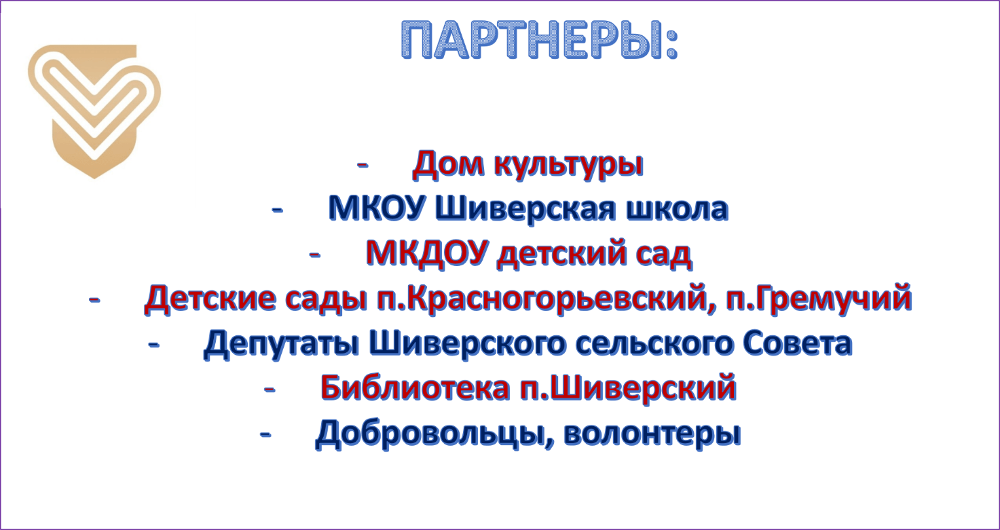 ПАРТНЕРЫ:
- Дом культуры
- МКОУ Шиверская школа
- МКДОУ детский сад
- Детские сады п.Красногорьевский, п.Гремучий
- Депутаты Шиверского сельского Совета
- Библиотека п.Шиверский
- Добровольцы, волонтеры